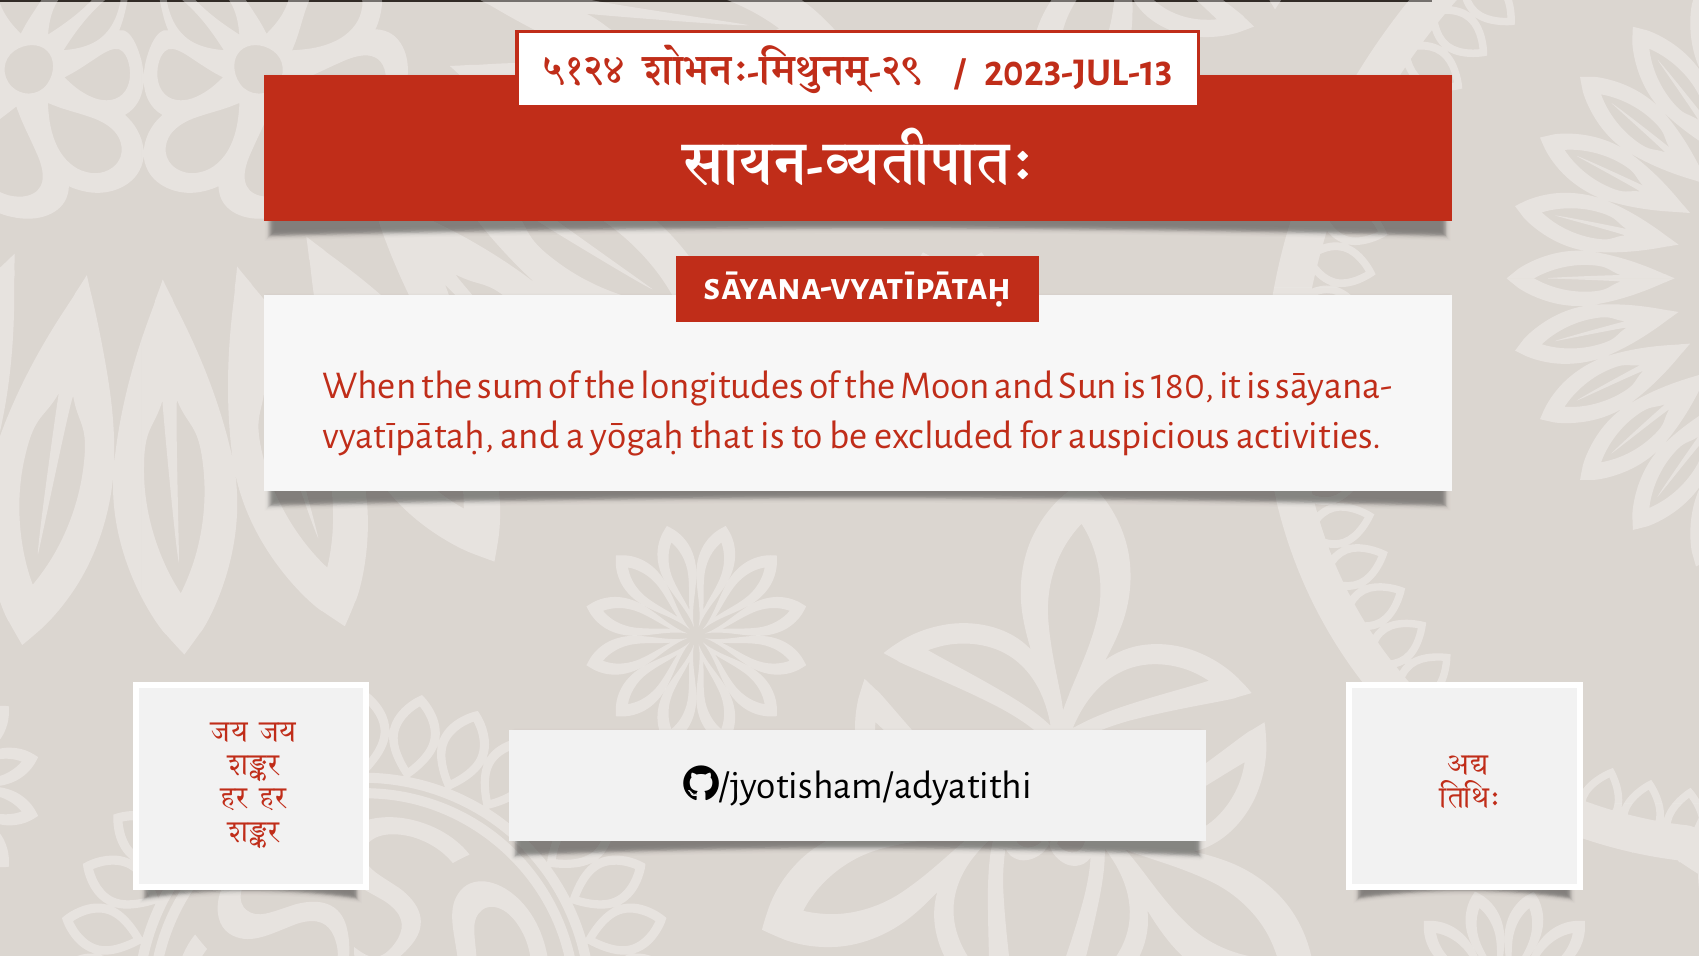 ५१२४ शोभनः-मिथुनम्-२९ / 2023-JUL-13
सायन-व्यतीपातः
SĀYANA-VYATĪPĀTAḤ
When the sum of the longitudes of the Moon and Sun is 180, it is sāyana-
vyatīpātaḥ, and a yōgaḥ that is to be excluded for auspicious activities.
जय जय
शङ्कर
हर हर
शङ्कर
/jyotisham/adyatithi
अद्य
तिथिः